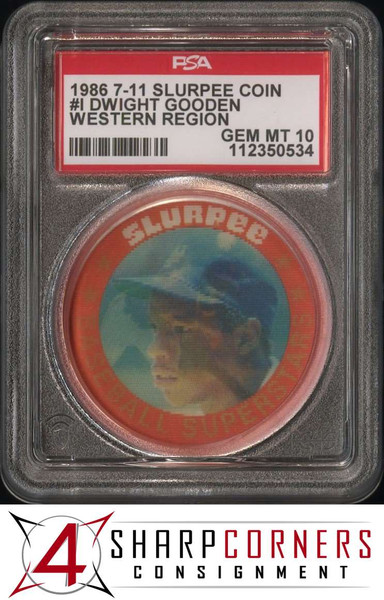 PSA
1986 7-11 SLURPEE COIN
#I DWIGHT GOODEN
WESTERN REGION
GEM MT 10
112350534
SLURPEE
BASEBALL SUPERSTARS
4 SHARPCORNERS
CONSIGNMENT